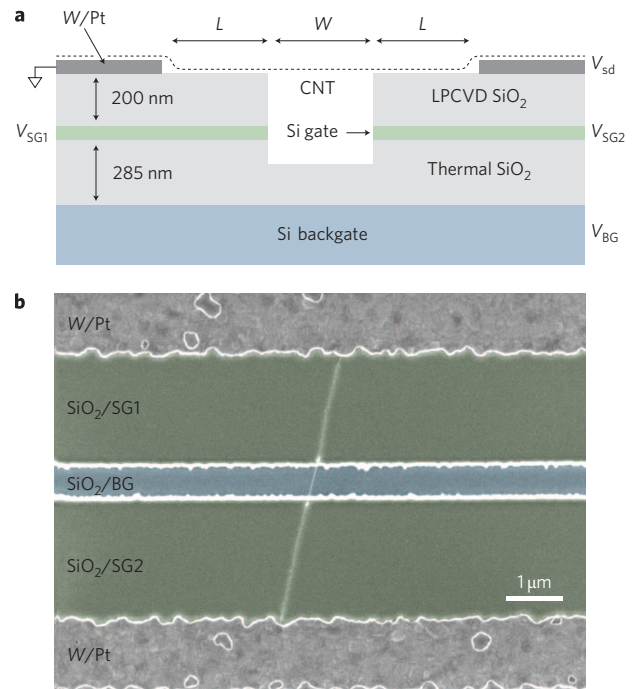 a
W/Pt
L
W
L
V_sd
CNT
200 nm
LPCVD SiO₂
V_SG1
Si gate
V_SG2
285 nm
Thermal SiO₂
Si backgate
V_BG
b
W/Pt
SiO₂/SG1
SiO₂/BG
SiO₂/SG2
1 μm
W/Pt